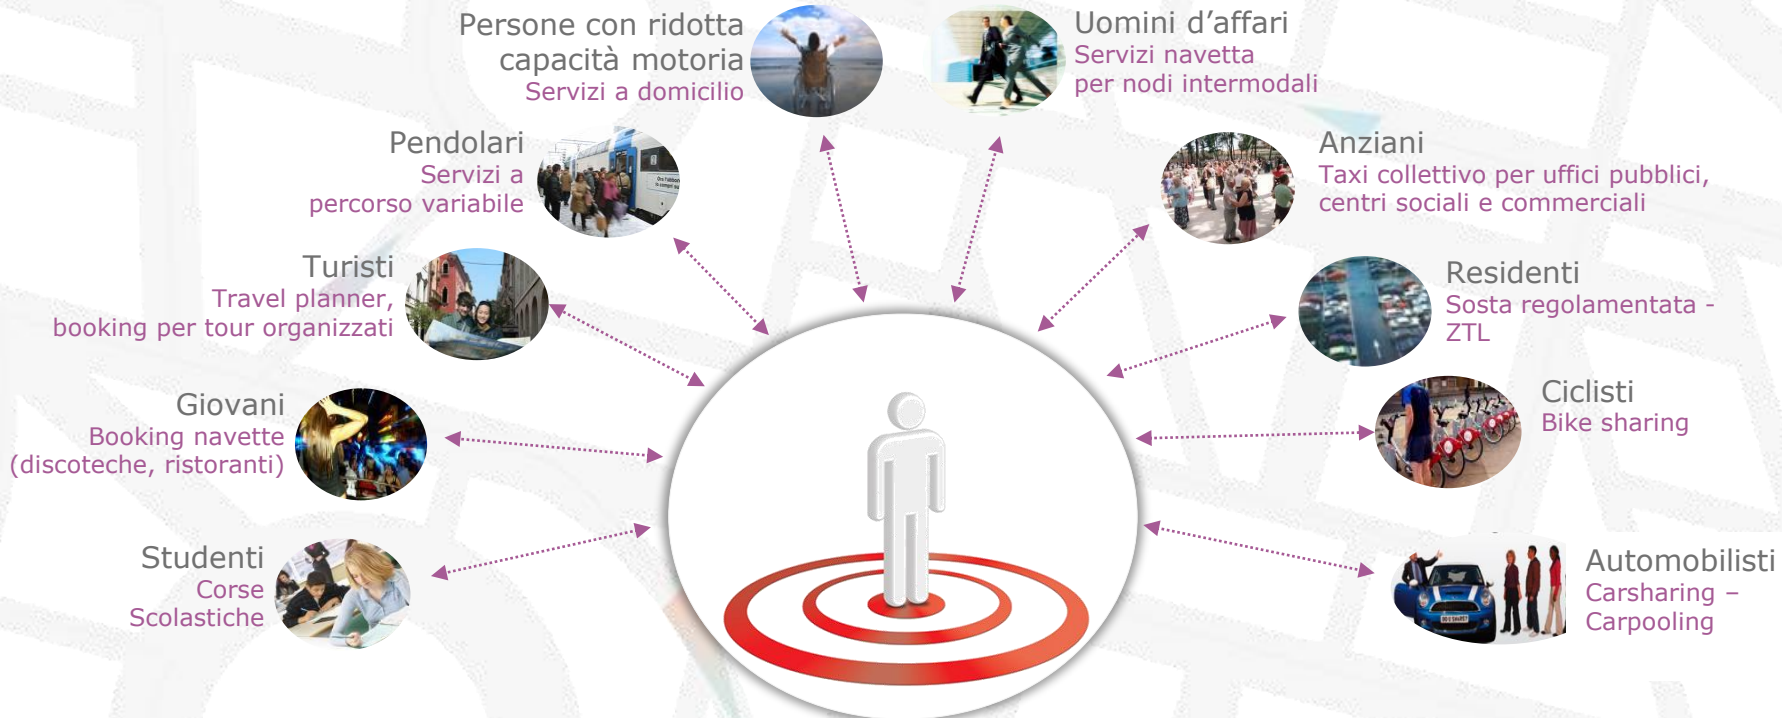 Persone con ridotta
capacità motoria
Servizi a domicilio
Uomini d’affari
Servizi navetta
per nodi intermodali
Pendolari
Servizi a
percorso variabile
Anziani
Taxi collettivo per uffici pubblici,
centri sociali e commerciali
Turisti
Travel planner,
booking per tour organizzati
Residenti
Sosta regolamentata -
ZTL
Giovani
Booking navette
(discoteche, ristoranti)
Ciclisti
Bike sharing
Studenti
Corse
Scolastiche
Automobilisti
Carsharing –
Carpooling